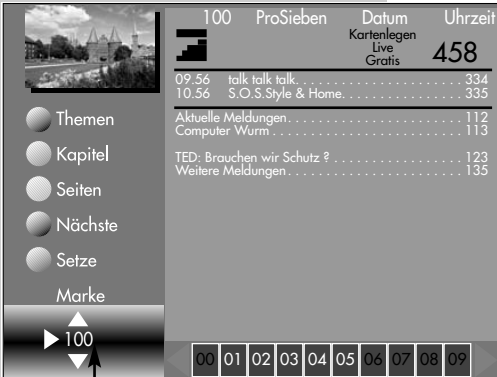 100 ProSieben Datum Uhrzeit
Kartenlegen
Live
Gratis
458
09.56 talk talk talk. . . . . . . . . . . . . . . . . . . . . . . . 334
10.56 S.O.S.Style & Home. . . . . . . . . . . . . . . . . 335
Aktuelle Meldungen. . . . . . . . . . . . . . . . . . . . . . . . . 112
Computer Wurm. . . . . . . . . . . . . . . . . . . . . . . . . . . . 113
TED: Brauchen wir Schutz ? . . . . . . . . . . . . . . . . . . . 123
Weitere Meldungen. . . . . . . . . . . . . . . . . . . . . . . . . 135
Themen
Kapitel
Seiten
Nächste
Setze
Marke
100
00 01 02 03 04 05 06 07 08 09